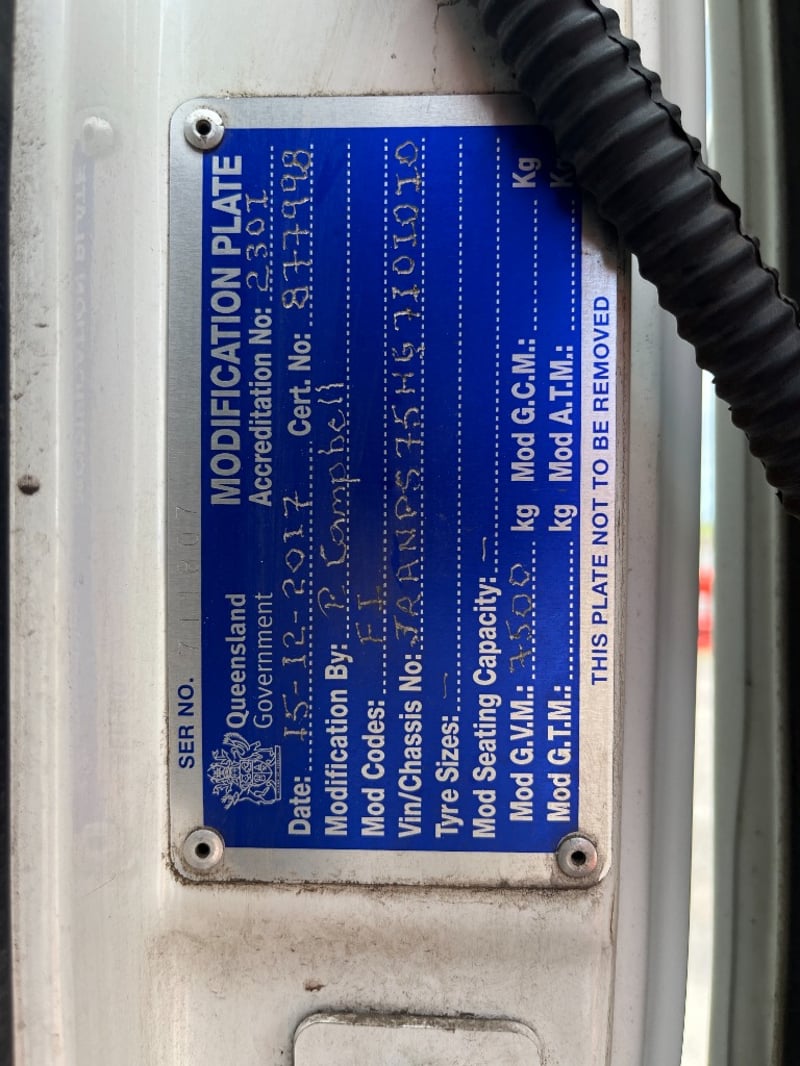 SER NO. 711807
Queensland Government
MODIFICATION PLATE
Accreditation No: 2301
Date: 15-12-2017 Cert. No: 877998
Modification By: P. Campbell
Mod Codes:
Vin/Chassis No:
Tyre Sizes: -
Mod Seating Capacity: -
Mod G.V.M.: 7500 kg Mod G.C.M.: Kg
Mod G.T.M.: kg Mod A.T.M.:
THIS PLATE NOT TO BE REMOVED